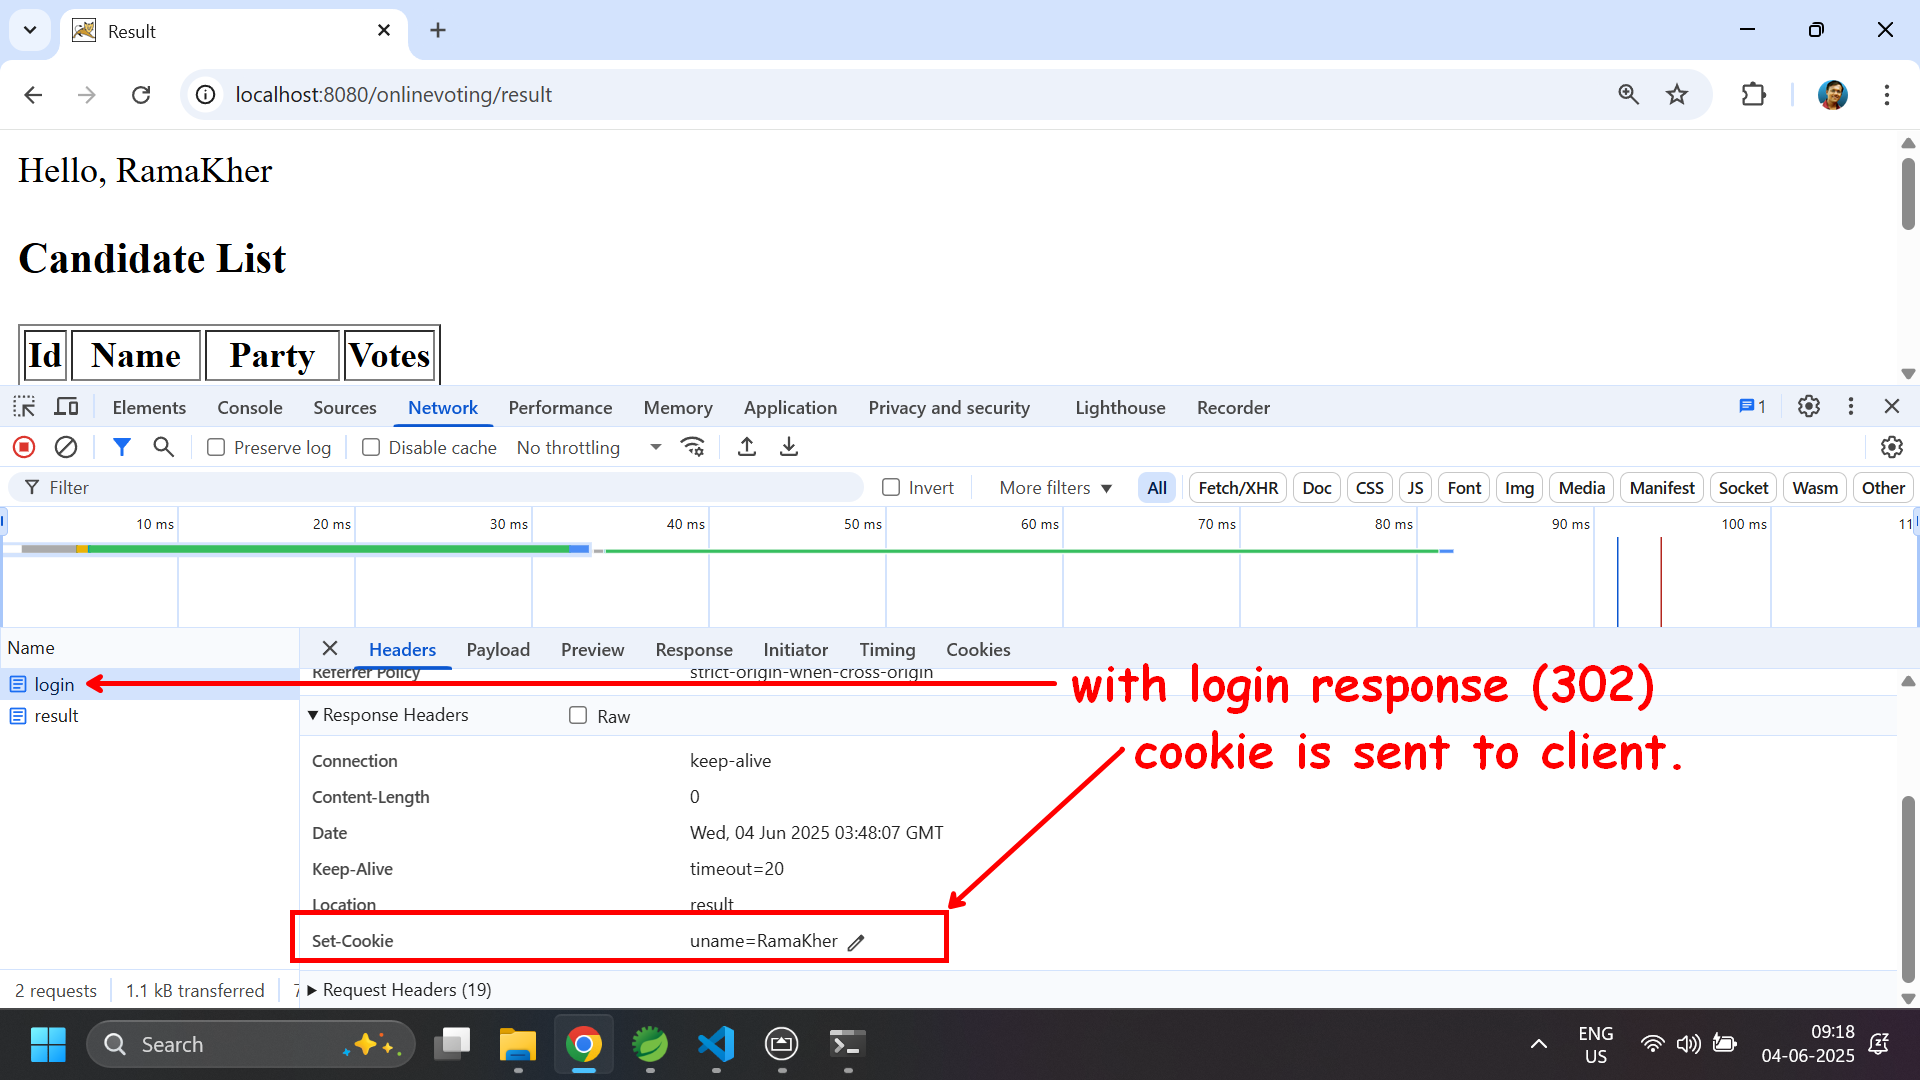 Result
localhost:8080/onlinevoting/result
Hello, RamaKher
Candidate List
Id Name Party Votes
Elements Console Sources Network Performance Memory Application Privacy and security Lighthouse Recorder 1
Preserve log Disable cache No throttling
Filter Invert More filters All Fetch/XHR Doc CSS JS Font Img Media Manifest Socket Wasm Other
10 ms 20 ms 30 ms 40 ms 50 ms 60 ms 70 ms 80 ms 90 ms 100 ms 11
Name
Headers Payload Preview Response Initiator Timing Cookies
Referrer Policy strict-origin-when-cross-origin
login
with login response (302)
result
Response Headers Raw
cookie is sent to client.
Connection keep-alive
Content-Length 0
Date Wed, 04 Jun 2025 03:48:07 GMT
Keep-Alive timeout=20
Location result
Set-Cookie uname=RamaKher
2 requests 1.1 kB transferred 7
Request Headers (19)
Search
ENG
US
09:18
04-06-2025